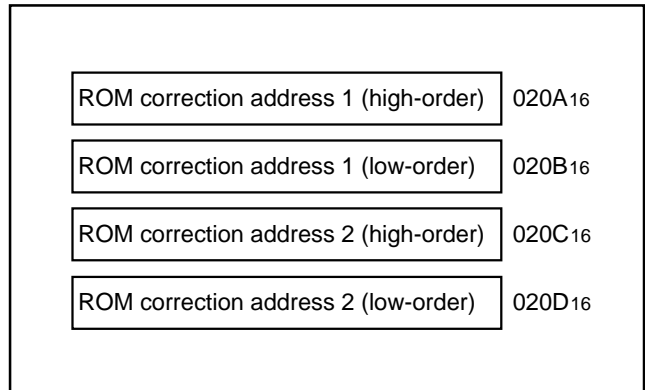 ROM correction address 1 (high-order) 020A16
ROM correction address 1 (low-order) 020B16
ROM correction address 2 (high-order) 020C16
ROM correction address 2 (low-order) 020D16